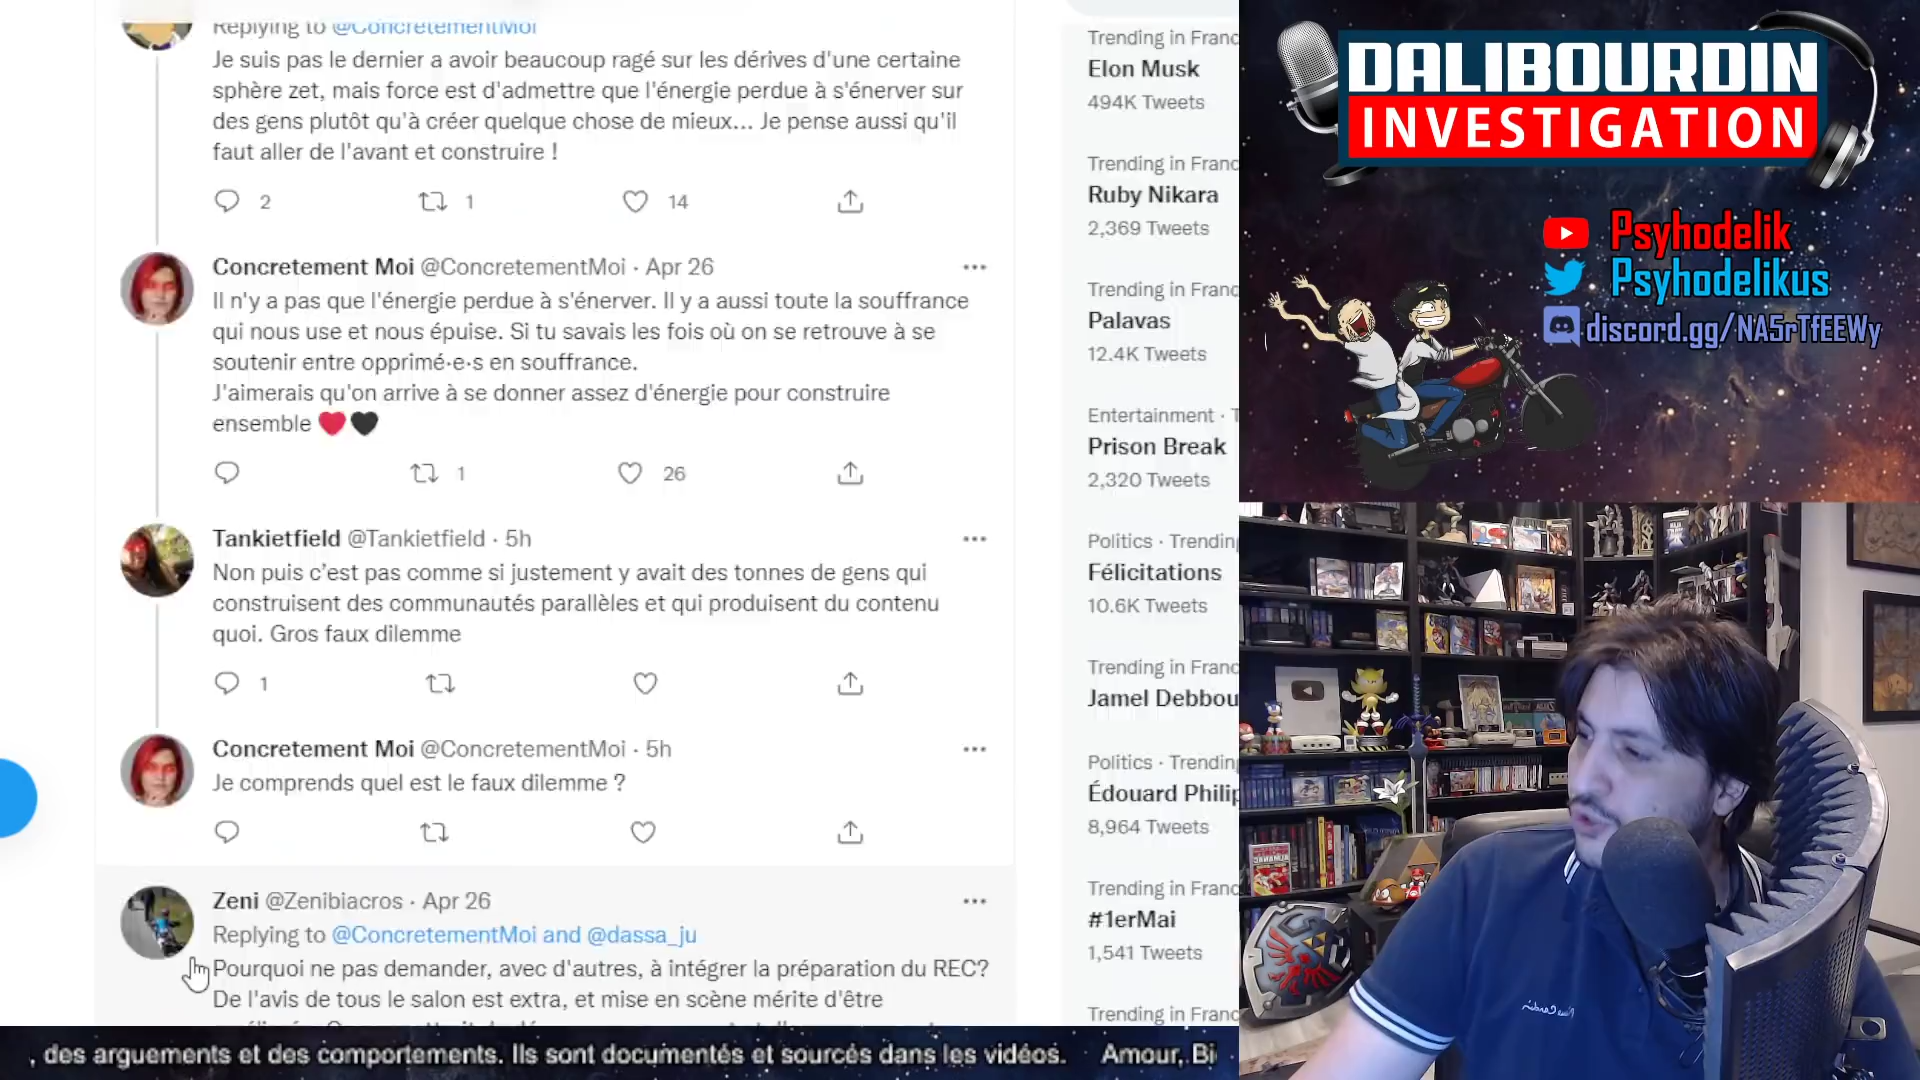 Replying to @ConcretementMoi
Je suis pas le dernier a avoir beaucoup ragé sur les dérives d'une certaine
sphère zet, mais force est d'admettre que l'énergie perdue à s'énerver sur
des gens plutôt qu'à créer quelque chose de mieux... Je pense aussi qu'il
faut aller de l'avant et construire !
2 1 14
Concretement Moi @ConcretementMoi · Apr 26
Il n'y a pas que l'énergie perdue à s'énerver. Il y a aussi toute la souffrance
qui nous use et nous épuise. Si tu savais les fois où on se retrouve à se
soutenir entre opprimé·e·s en souffrance.
J'aimerais qu'on arrive à se donner assez d'énergie pour construire
ensemble ❤️🖤
1 26
Tankietfield @Tankietfield · 5h
Non puis c'est pas comme si justement y avait des tonnes de gens qui
construisent des communautés parallèles et qui produisent du contenu
quoi. Gros faux dilemme
1
Concretement Moi @ConcretementMoi · 5h
Je comprends quel est le faux dilemme ?
Zeni @Zenibiacros · Apr 26
Replying to @ConcretementMoi and @dassa_ju
Pourquoi ne pas demander, avec d'autres, à intégrer la préparation du REC?
De l'avis de tous le salon est extra, et mise en scène mérite d'être
Trending in Franc
Elon Musk
494K Tweets
Trending in Franc
Ruby Nikara
2,369 Tweets
Trending in Franc
Palavas
12.4K Tweets
Entertainment · T
Prison Break
2,320 Tweets
Politics · Trending
Félicitations
10.6K Tweets
Trending in Franc
Jamel Debbou
Politics · Trending
Édouard Philip
8,964 Tweets
Trending in Franc
#1erMai
1,541 Tweets
Trending in Franc
DALIBOURDIN
INVESTIGATION
Psyhodelik
Psyhodelikus
discord.gg/NA5rTfEEWy
, des arguements et des comportements. Ils sont documentés et sourcés dans les vidéos. Amour, Bi